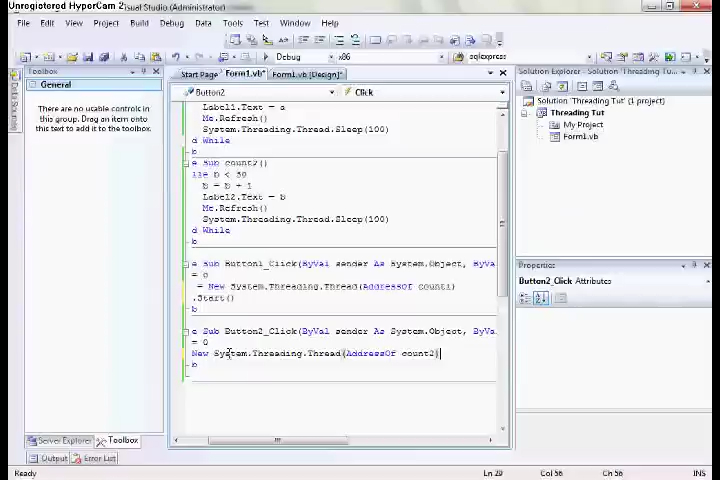 Unregistered HyperCam 2
Visual Studio (Administrator)
File Edit View Project Build Debug Data Tools Test Window Help
Debug x86 sqlexpress
Toolbox
General
There are no usable controls in
this group. Drag an item onto
this text to add it to the toolbox.
Data Sources
Start Page Form1.vb* Form1.vb [Design]*
Button2 Click
Label1.Text = a
Me.Refresh()
System.Threading.Thread.Sleep(100)
d While
b
e Sub count2()
ile b < 50
b = b + 1
Label2.Text = b
Me.Refresh()
System.Threading.Thread.Sleep(100)
d While
b
e Sub Button1_Click(ByVal sender As System.Object, ByVa
= 0
= New System.Threading.Thread(AddressOf count1)
.Start()
b
e Sub Button2_Click(ByVal sender As System.Object, ByVa
= 0
New System.Threading.Thread(AddressOf count2)
b
Solution Explorer - Solution 'Threading Tut'
Solution 'Threading Tut' (1 project)
Threading Tut
My Project
Form1.vb
Properties
Button2_Click Attributes
Server Explorer Toolbox
Output Error List
Ready Ln 29 Col 56 Ch 56